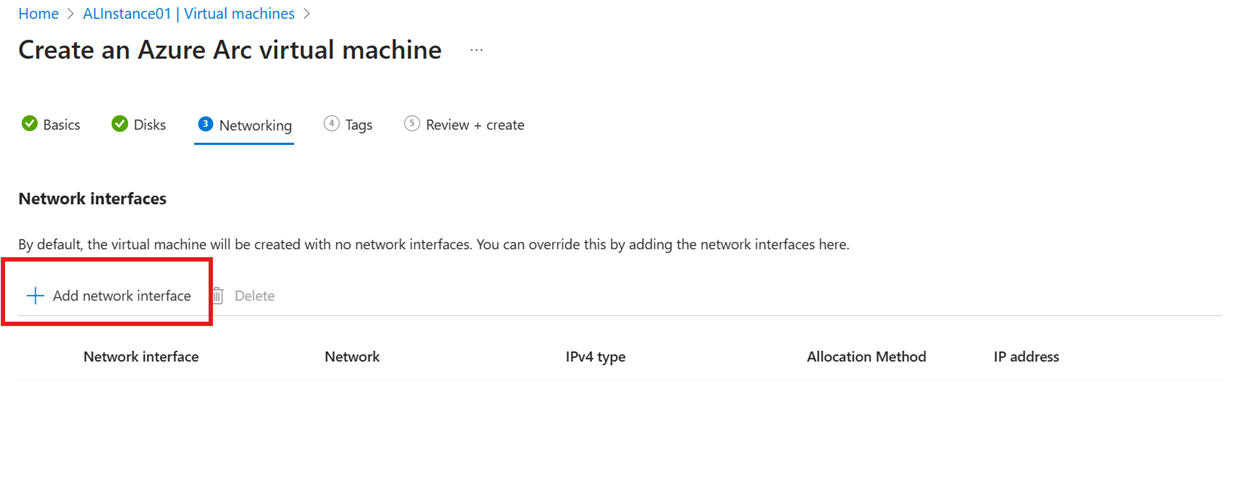 Home > ALInstance01 | Virtual machines >
Create an Azure Arc virtual machine ...
Basics Disks 3 Networking 4 Tags 5 Review + create
Network interfaces
By default, the virtual machine will be created with no network interfaces. You can override this by adding the network interfaces here.
+ Add network interface Delete
Network interface Network IPv4 type Allocation Method IP address